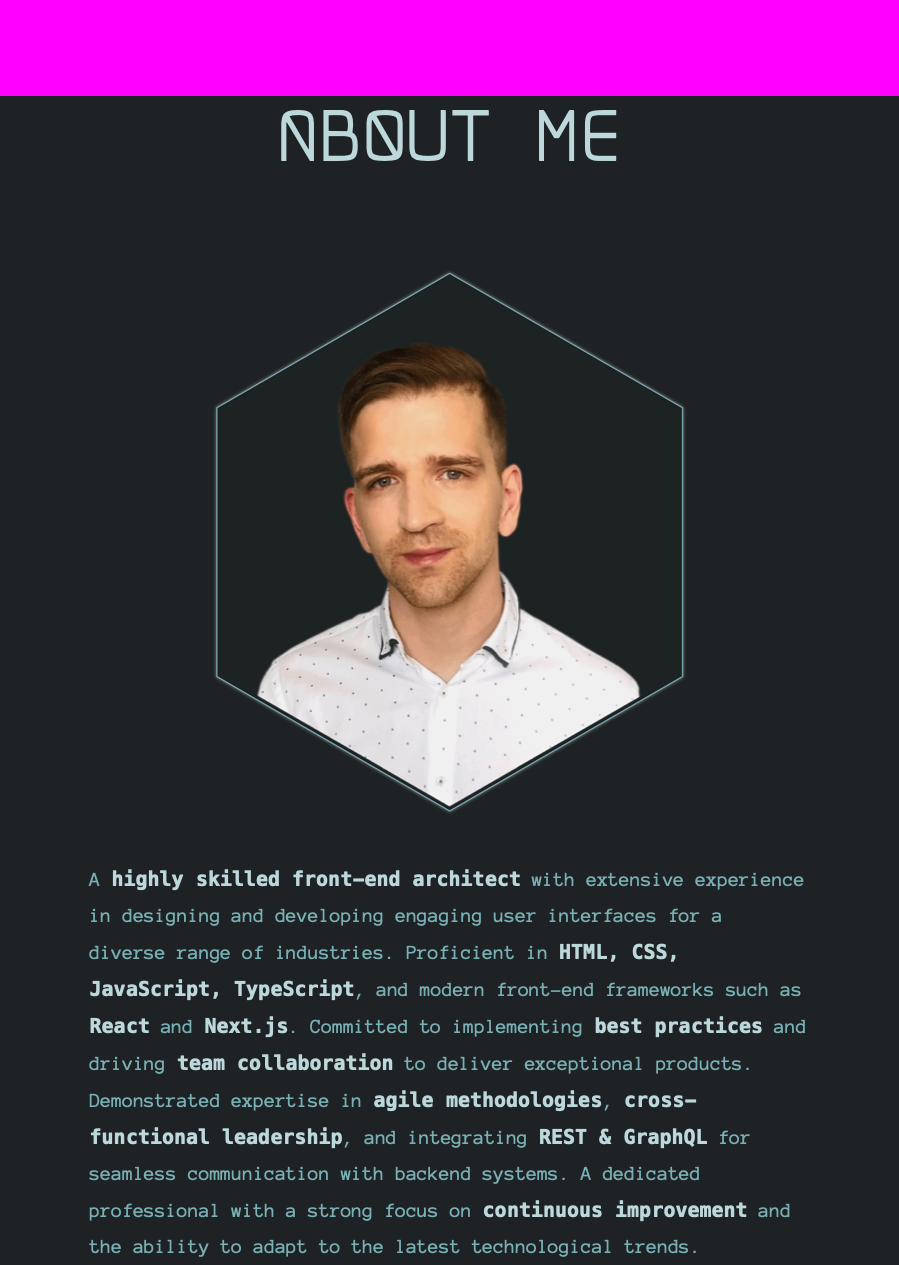 ABOUT ME
A highly skilled front-end architect with extensive experience
in designing and developing engaging user interfaces for a
diverse range of industries. Proficient in HTML, CSS,
JavaScript, TypeScript, and modern front-end frameworks such as
React and Next.js. Committed to implementing best practices and
driving team collaboration to deliver exceptional products.
Demonstrated expertise in agile methodologies, cross-
functional leadership, and integrating REST & GraphQL for
seamless communication with backend systems. A dedicated
professional with a strong focus on continuous improvement and
the ability to adapt to the latest technological trends.